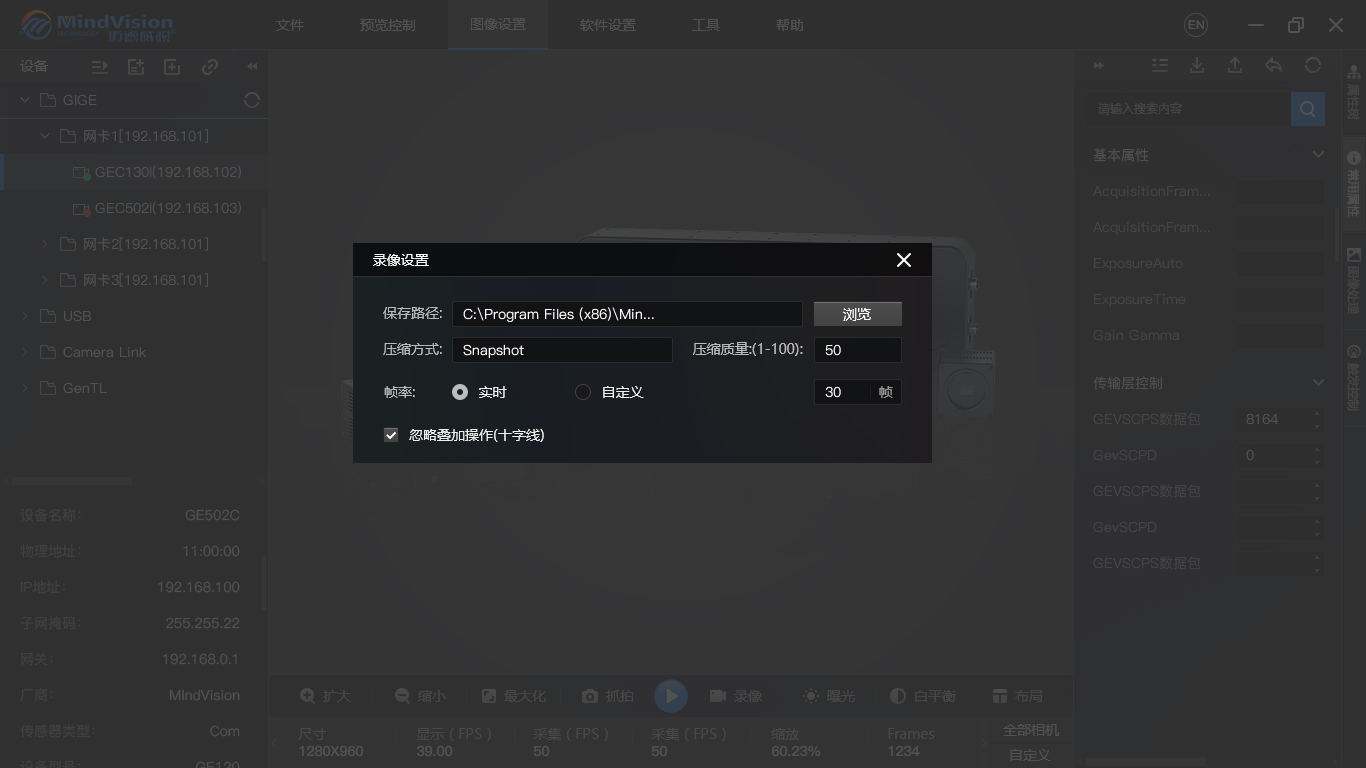 MindVision
文件
预览控制
图像设置
软件设置
工具
帮助
EN
设备
GIGE
网卡1[192.168.101]
GEC130I(192.168.102)
GEC502I(192.168.103)
网卡2[192.168.101]
网卡3[192.168.101]
USB
Camera Link
GenTL
设备名称: GE502C
物理地址: 11:00:00
IP地址: 192.168.100
子网掩码: 255.255.22
网关: 192.168.0.1
厂商: MIndVision
传感器类型: Com
设备型号: GE120
录像设置
保存路径: C:\Program Files (x86)\Min... 浏览
压缩方式: Snapshot 压缩质量:(1-100): 50
帧率: 实时 自定义 30 帧
忽略叠加操作(十字线)
扩大
缩小
最大化
抓拍
录像
曝光
白平衡
布局
尺寸
1280X960
显示（FPS）
39.00
采集（FPS）
50
采集（FPS）
50
缩放
60.23%
Frames
1234
全部相机
自定义
请输入搜索内容
基本属性
AcquisitionFram...
AcquisitionFram...
ExposureAuto
ExposureTime
Gain Gamma
传输层控制
GEVSCPS数据包 8164
GevSCPD 0
GEVSCPS数据包
GevSCPD
GEVSCPS数据包
属性树
常用属性
图像处理
触发控制